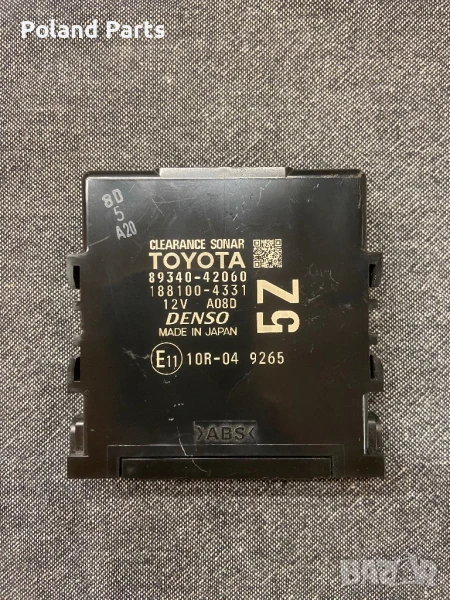 Poland Parts
8D
5
A20
CLEARANCE SONAR
TOYOTA
89340-42060
188100-4331
12V A08D
DENSO
MADE IN JAPAN
5Z
E11 10R-04 9265
>ABS<
bazar